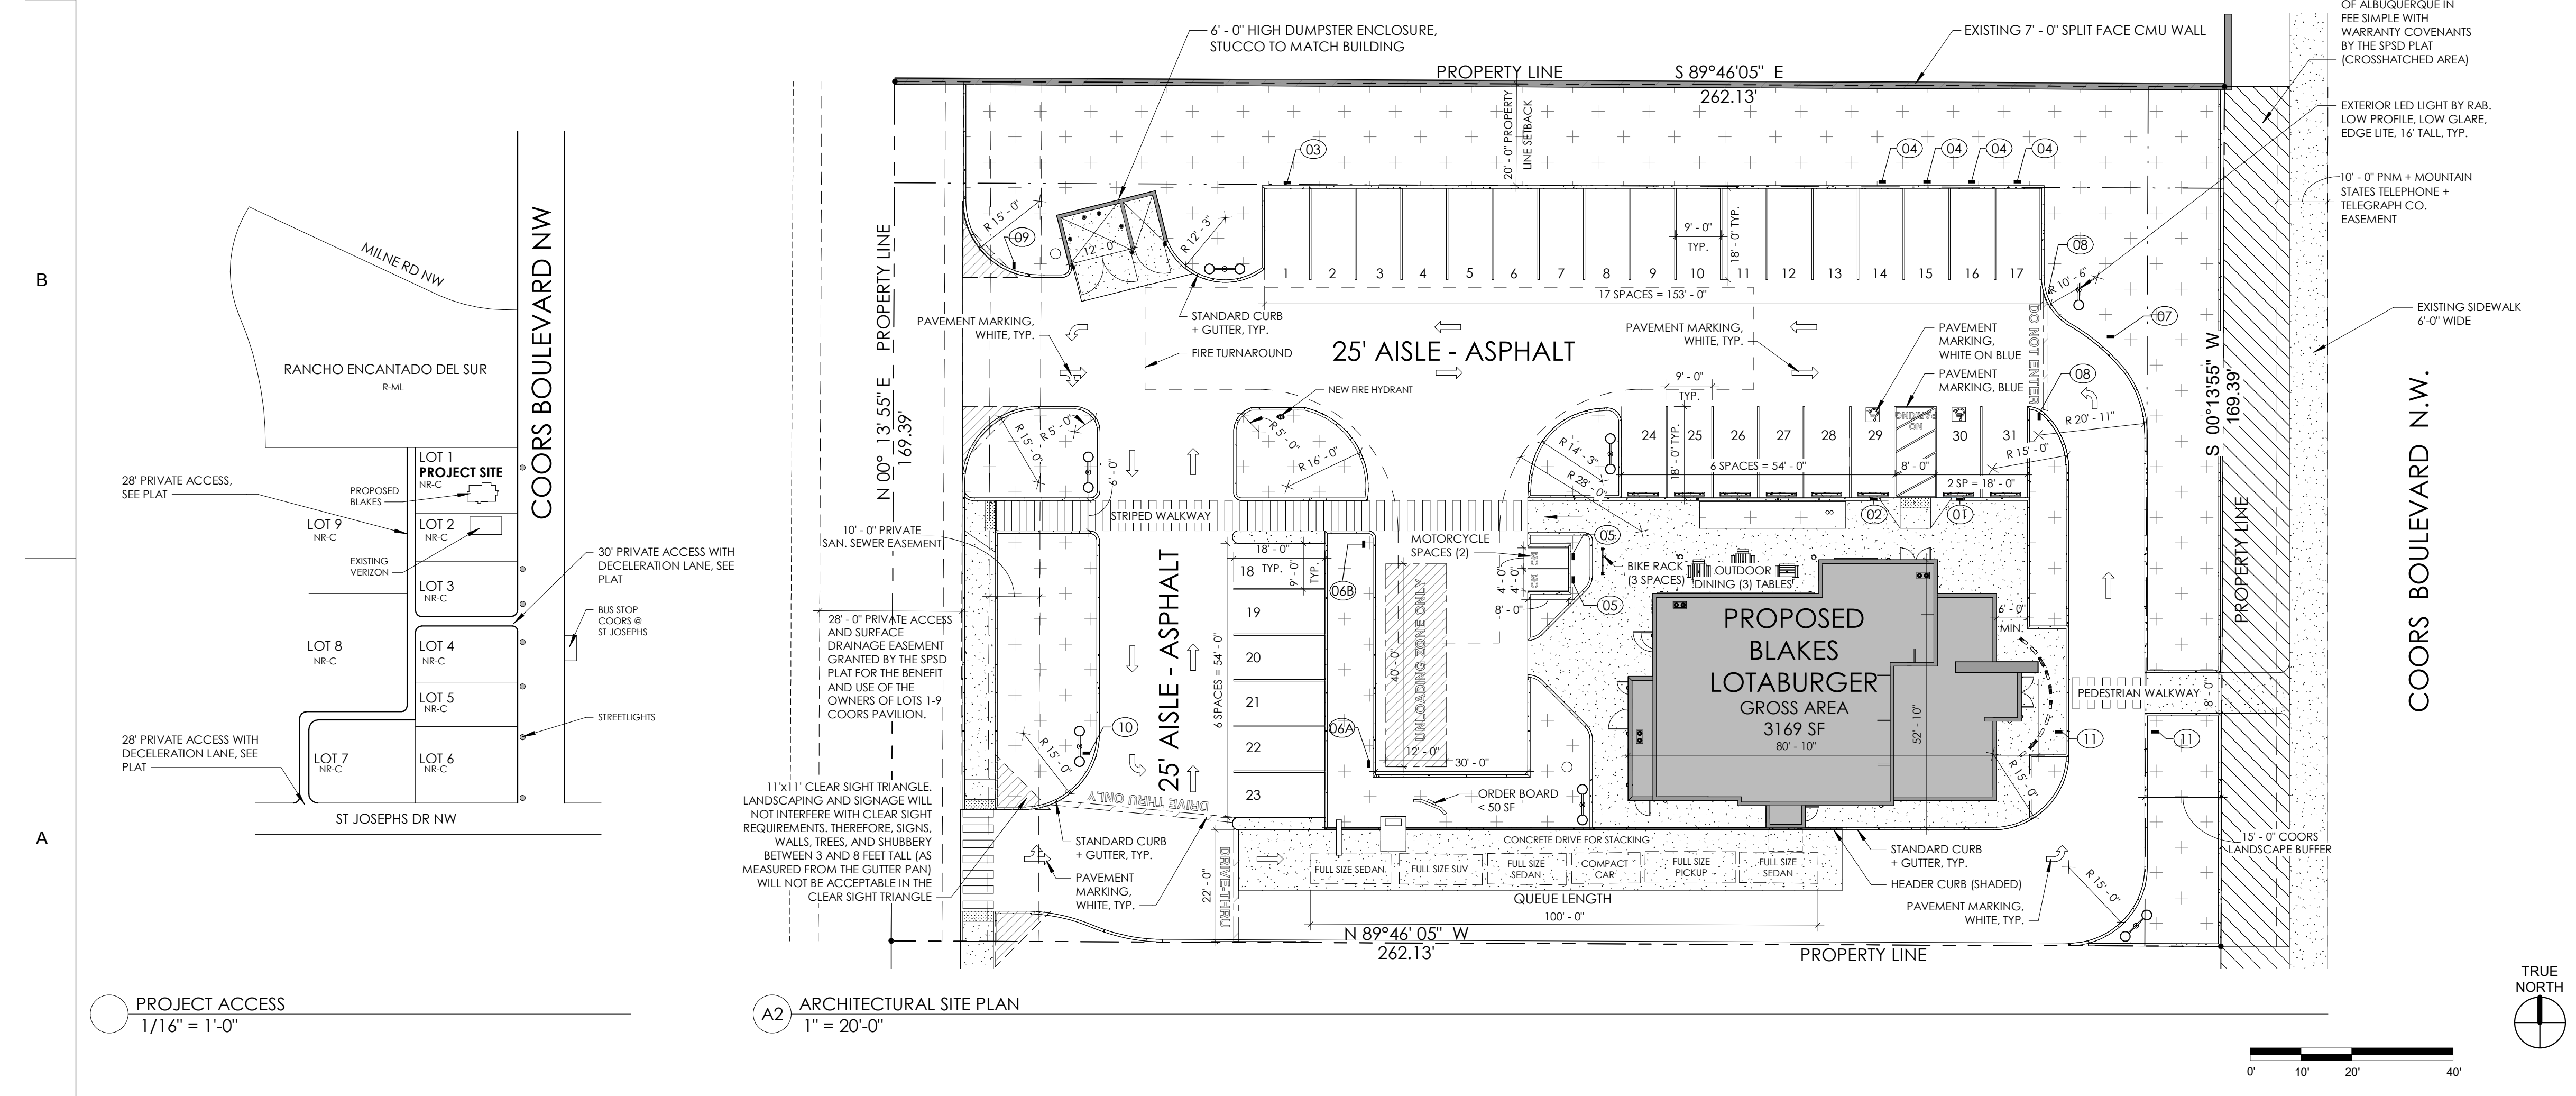 B
A
MILNE RD NW
RANCHO ENCANTADO DEL SUR
R-ML
COORS BOULEVARD NW
LOT 1
PROJECT SITE
NR-C
PROPOSED
BLAKES
28' PRIVATE ACCESS,
SEE PLAT
LOT 9
NR-C
LOT 2
NR-C
EXISTING
VERIZON
LOT 3
NR-C
30' PRIVATE ACCESS WITH
DECELERATION LANE, SEE
PLAT
BUS STOP
COORS @
ST JOSEPHS
LOT 8
NR-C
LOT 4
NR-C
LOT 5
NR-C
STREETLIGHTS
28' PRIVATE ACCESS WITH
DECELERATION LANE, SEE
PLAT
LOT 7
NR-C
LOT 6
NR-C
ST JOSEPHS DR NW
PROJECT ACCESS
1/16" = 1'-0"
6' - 0" HIGH DUMPSTER ENCLOSURE,
STUCCO TO MATCH BUILDING
PROPERTY LINE
S 89°46'05" E
262.13'
EXISTING 7' - 0" SPLIT FACE CMU WALL
OF ALBUQUERQUE IN
FEE SIMPLE WITH
WARRANTY COVENANTS
BY THE SPSD PLAT
(CROSSHATCHED AREA)
EXTERIOR LED LIGHT BY RAB.
LOW PROFILE, LOW GLARE,
EDGE LITE, 16' TALL, TYP.
10' - 0" PNM + MOUNTAIN
STATES TELEPHONE +
TELEGRAPH CO.
EASEMENT
EXISTING SIDEWALK
6'-0" WIDE
03
20' - 0" PROPERTY
LINE SETBACK
04
04
04
04
R 15' - 0"
09
12' - 0"
R 12' - 3"
1
2
3
4
5
6
7
8
9
10
11
12
13
14
15
16
17
9' - 0"
TYP.
18' - 0" TYP.
17 SPACES = 153' - 0"
08
R 10' - 6"
07
DO NOT ENTER
PROPERTY LINE
N 00° 13' 55" E
169.39'
PAVEMENT MARKING,
WHITE, TYP.
STANDARD CURB
+ GUTTER, TYP.
FIRE TURNAROUND
25' AISLE - ASPHALT
PAVEMENT MARKING,
WHITE, TYP.
PAVEMENT
MARKING,
WHITE ON BLUE
PAVEMENT
MARKING, BLUE
08
R 20' - 11"
R 15' - 0"
S 00°13'55" W
169.39'
PROPERTY LINE
COORS BOULEVARD N.W.
NEW FIRE HYDRANT
R 15' - 0"
R 5' - 0"
6' - 0"
R 5' - 0"
R 16' - 0"
R 14' - 3"
R 28' - 0"
9' - 0"
TYP.
18' - 0" TYP.
24
25
26
27
28
29
NO
PARKING
30
31
6 SPACES = 54' - 0"
8' - 0"
2 SP = 18' - 0"
STRIPED WALKWAY
10' - 0" PRIVATE
SAN. SEWER EASEMENT
02
01
MOTORCYCLE
SPACES (2)
MC
MC
4' - 0"
4' - 0"
8' - 0"
05
05
BIKE RACK
(3 SPACES)
OUTDOOR
DINING (3) TABLES
18' - 0"
TYP.
9' - 0"
TYP.
18
19
20
21
22
23
6 SPACES = 54' - 0"
25' AISLE - ASPHALT
06B
06A
40' - 0"
UNLOADING ZONE ONLY
12' - 0"
30' - 0"
PROPOSED
BLAKES
LOTABURGER
GROSS AREA
3169 SF
80' - 10"
52' - 10"
6' - 0"
MIN.
PEDESTRIAN WALKWAY
8' - 0"
11
11
R 15' - 0"
28' - 0" PRIVATE ACCESS
AND SURFACE
DRAINAGE EASEMENT
GRANTED BY THE SPSD
PLAT FOR THE BENEFIT
AND USE OF THE
OWNERS OF LOTS 1-9
COORS PAVILION.
10
R 15' - 0"
DRIVE THRU ONLY
11'x11' CLEAR SIGHT TRIANGLE.
LANDSCAPING AND SIGNAGE WILL
NOT INTERFERE WITH CLEAR SIGHT
REQUIREMENTS. THEREFORE, SIGNS,
WALLS, TREES, AND SHUBBERY
BETWEEN 3 AND 8 FEET TALL (AS
MEASURED FROM THE GUTTER PAN)
WILL NOT BE ACCEPTABLE IN THE
CLEAR SIGHT TRIANGLE
STANDARD CURB
+ GUTTER, TYP.
PAVEMENT
MARKING,
WHITE, TYP.
22' - 0"
DRIVE-THRU
ORDER BOARD
< 50 SF
CONCRETE DRIVE FOR STACKING
FULL SIZE SEDAN
FULL SIZE SUV
FULL SIZE
SEDAN
COMPACT
CAR
FULL SIZE
PICKUP
FULL SIZE
SEDAN
QUEUE LENGTH
100' - 0"
STANDARD CURB
+ GUTTER, TYP.
HEADER CURB (SHADED)
PAVEMENT MARKING,
WHITE, TYP.
R 15' - 0"
15' - 0" COORS
LANDSCAPE BUFFER
N 89°46' 05" W
262.13'
PROPERTY LINE
A2
ARCHITECTURAL SITE PLAN
1" = 20'-0"
TRUE
NORTH
0'
10'
20'
40'